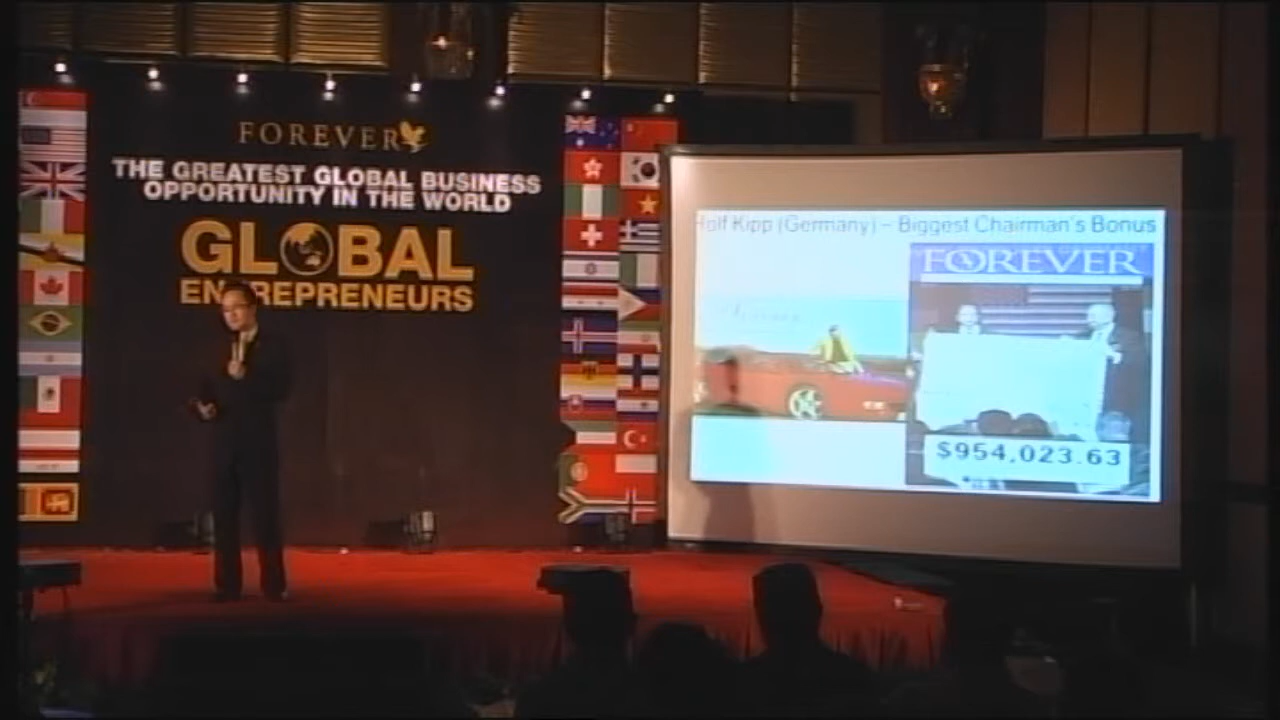 FOREVER
THE GREATEST GLOBAL BUSINESS
OPPORTUNITY IN THE WORLD
GLOBAL
ENTREPRENEURS
Rolf Kipp (Germany) – Biggest Chairman's Bonus
FOREVER
$954,023.63